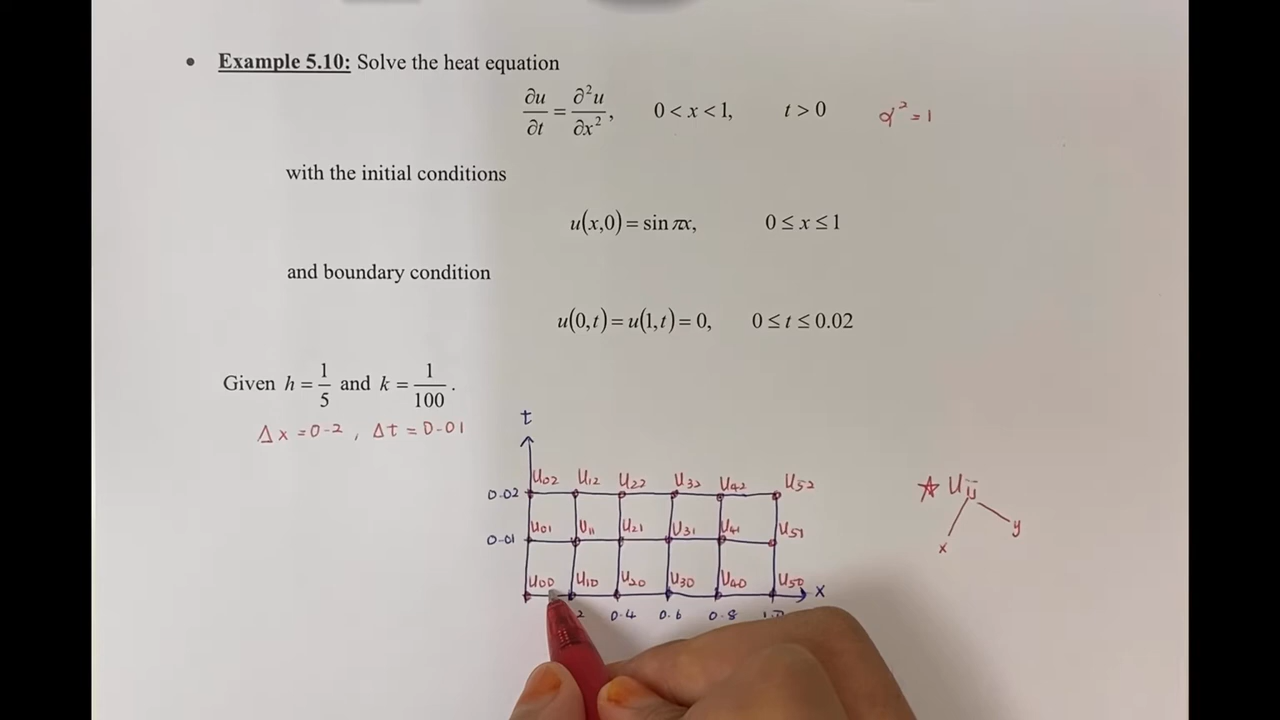 • Example 5.10: Solve the heat equation
∂u/∂t = ∂²u/∂x², 0 < x < 1, t > 0 α² = 1
with the initial conditions
u(x,0) = sin πx, 0 ≤ x ≤ 1
and boundary condition
u(0,t) = u(1,t) = 0, 0 ≤ t ≤ 0.02
Given h = 1/5 and k = 1/100.
Δx = 0.2, Δt = 0.01
t
0.02 U02 U12 U22 U32 U42 U52
0.01 U01 U11 U21 U31 U41 U51
U00 U10 U20 U30 U40 U50 x
2 0.4 0.6 0.8
☆ Uij
x y